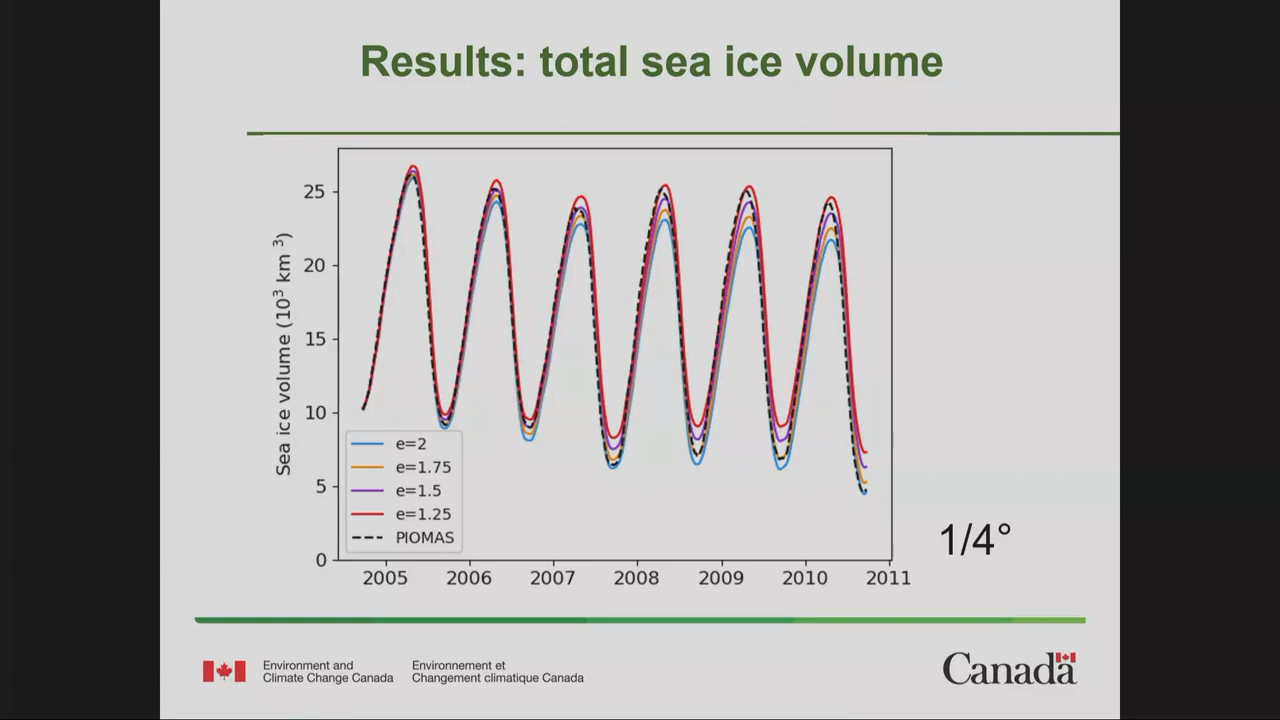 Results: total sea ice volume
Sea ice volume (10³ km ³)
25
20
15
10
5
0
e=2
e=1.75
e=1.5
e=1.25
PIOMAS
2005 2006 2007 2008 2009 2010 2011
1/4°
Environment and Environnement et
Climate Change Canada Changement climatique Canada
Canada